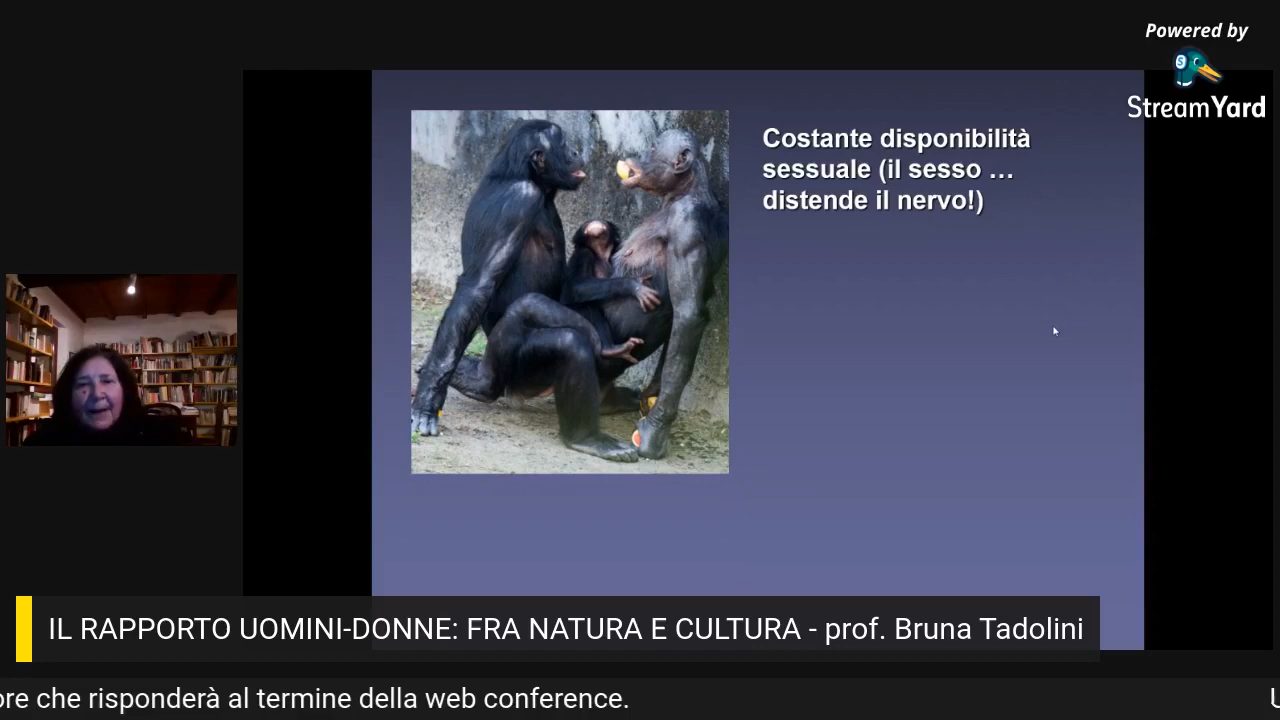 Powered by
StreamYard
Costante disponibilità
sessuale (il sesso …
distende il nervo!)
IL RAPPORTO UOMINI-DONNE: FRA NATURA E CULTURA - prof. Bruna Tadolini
ore che risponderà al termine della web conference.